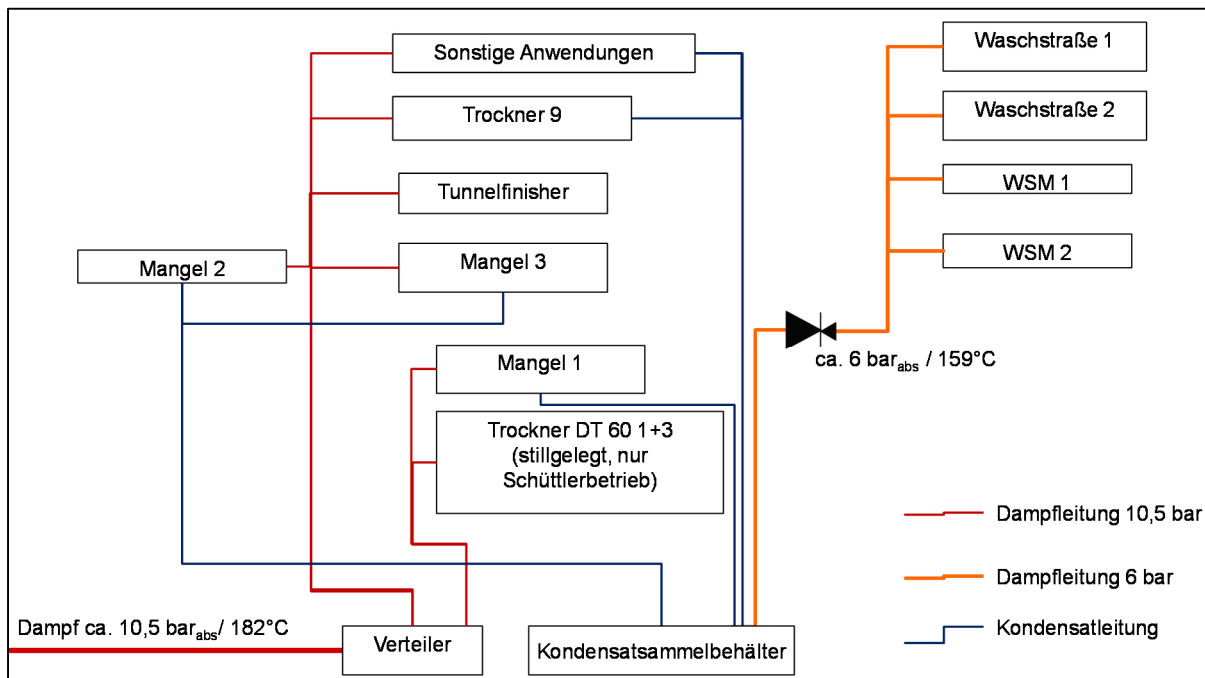 Sonstige Anwendungen
Trockner 9
Tunnelfinisher
Mangel 2
Mangel 3
Mangel 1
Trockner DT 60 1+3
(stillgelegt, nur
Schüttlerbetrieb)
Waschstraße 1
Waschstraße 2
WSM 1
WSM 2
ca. 6 bar_abs / 159°C
Dampfleitung 10,5 bar
Dampfleitung 6 bar
Kondensatleitung
Dampf ca. 10,5 bar_abs/ 182°C
Verteiler
Kondensatsammelbehälter